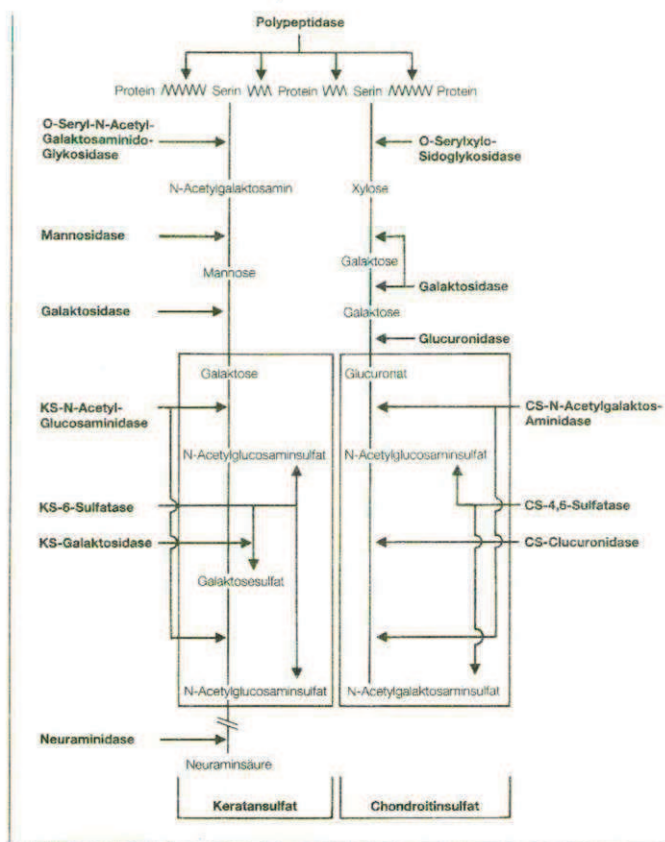 Polypeptidase
Protein Serin Protein Serin Protein
O-Seryl-N-Acetyl-
Galaktosaminido-
Glykosidase
O-Serylxylo-
Sidoglykosidase
N-Acetylgalaktosamin
Xylose
Mannosidase
Galaktose
Mannose
Galaktosidase
Galaktosidase
Galaktose
Glucuronidase
Galaktose
Glucuronat
KS-N-Acetyl-
Glucosaminidase
CS-N-Acetylgalaktos-
Aminidase
N-Acetylglucosaminsulfat
N-Acetylgalaktosaminsulfat
KS-6-Sulfatase
CS-4,6-Sulfatase
KS-Galaktosidase
CS-Clucuronidase
Galaktosesulfat
N-Acetylglucosaminsulfat
N-Acetylgalaktosaminsulfat
Neuraminidase
Neuraminsäure
Keratansulfat
Chondroitinsulfat